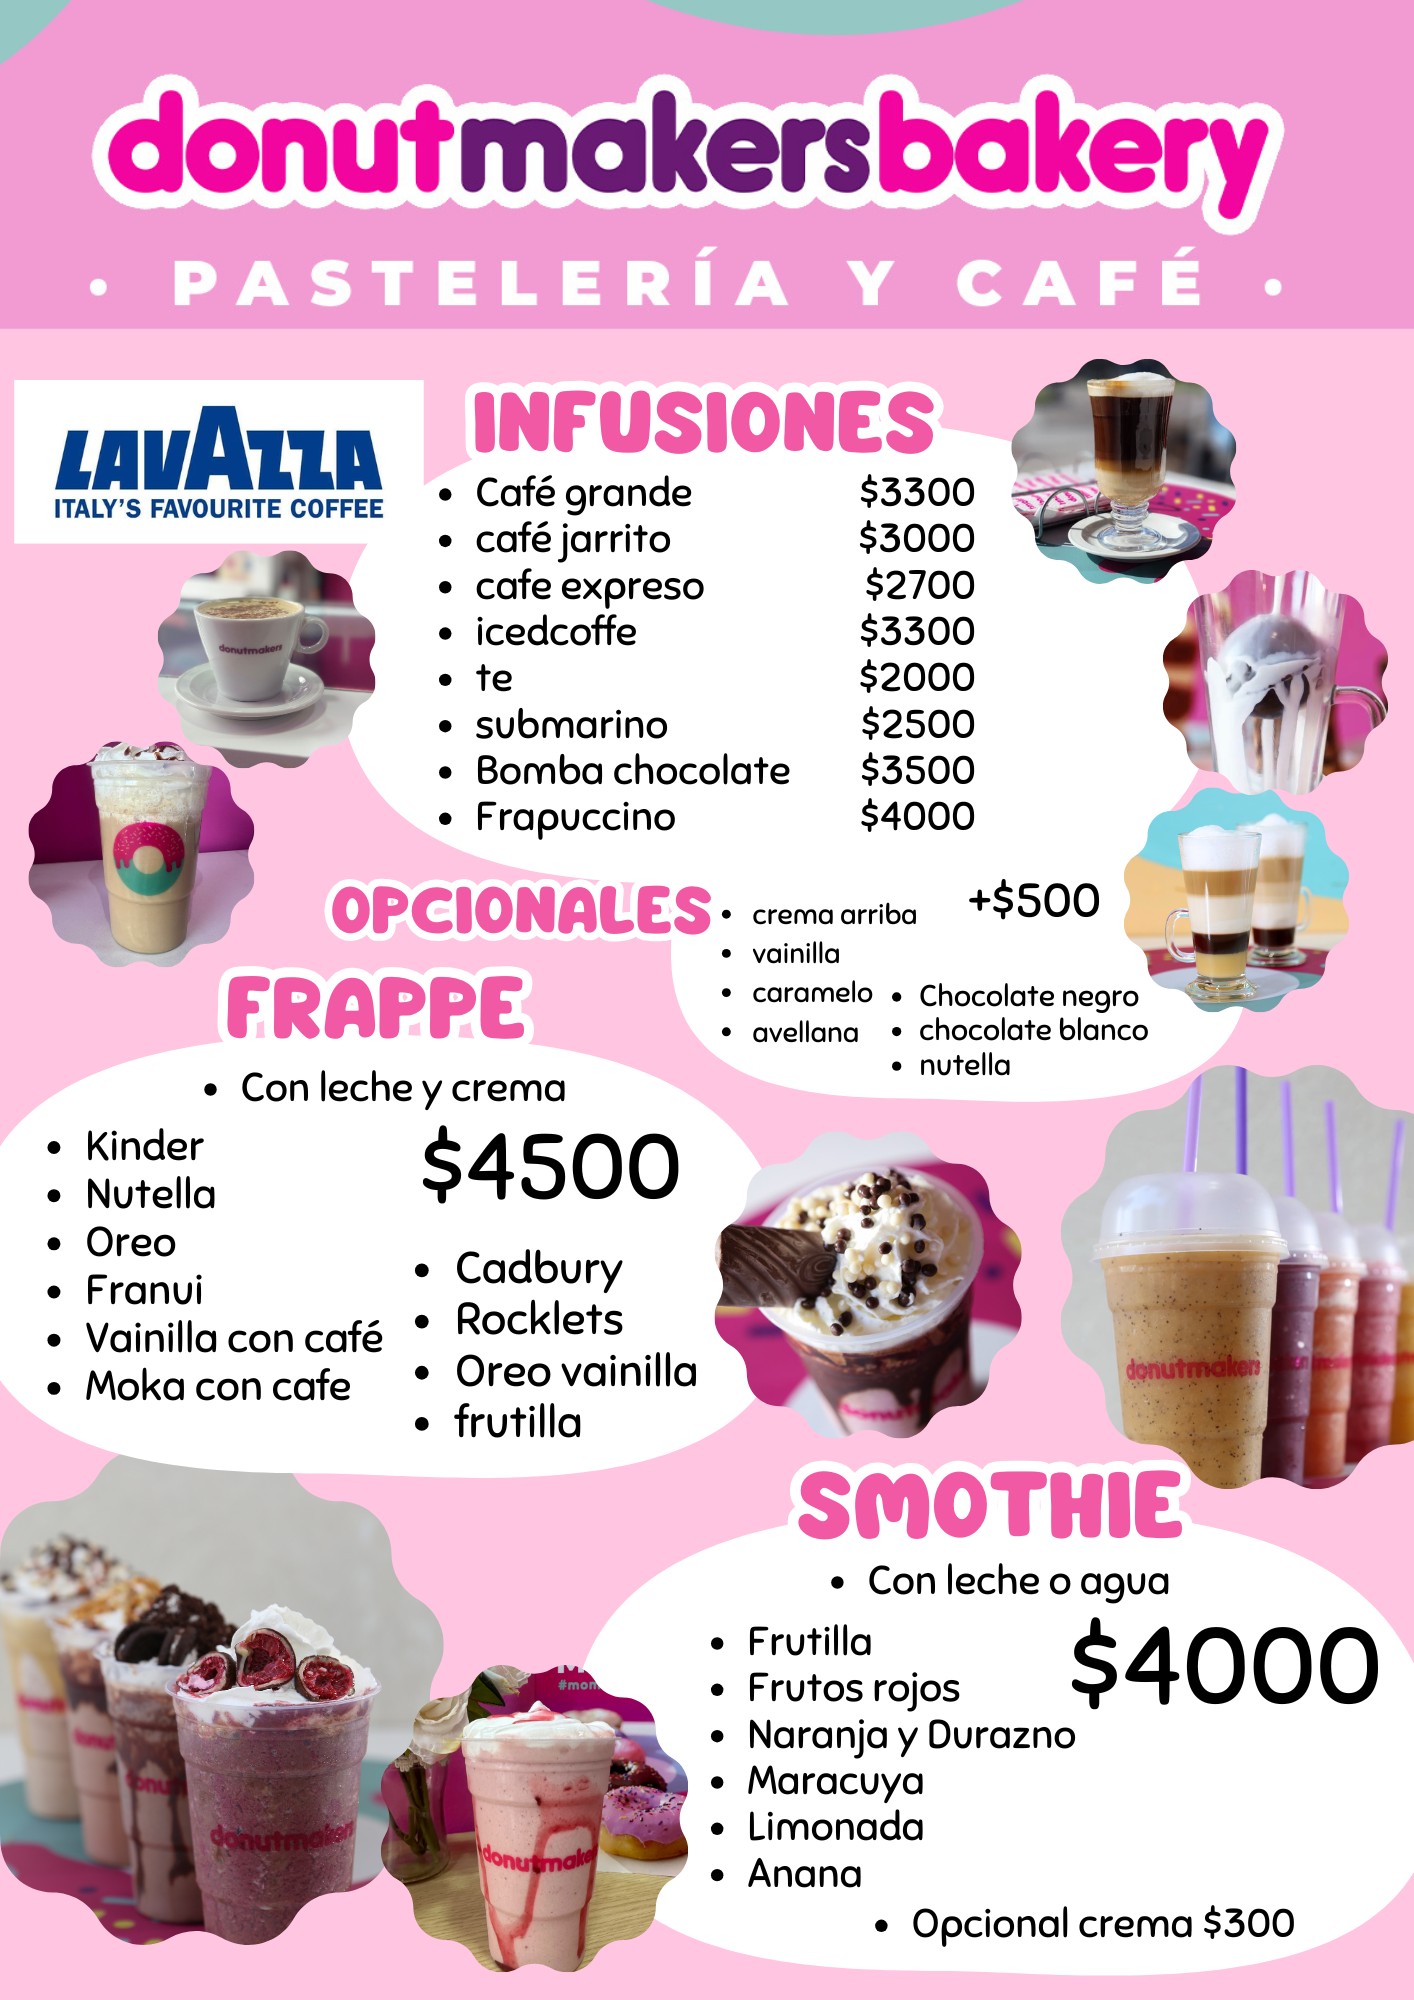 donutmakersbakery
• PASTELERÍA Y CAFÉ •
LAVAZZA
ITALY'S FAVOURITE COFFEE
INFUSIONES
• Café grande $3300
• café jarrito $3000
• cafe expreso $2700
• icedcoffe $3300
• te $2000
• submarino $2500
• Bomba chocolate $3500
• Frapuccino $4000
donutmakers
OPCIONALES
+$500
• crema arriba
• vainilla
• caramelo
• avellana
• Chocolate negro
• chocolate blanco
• nutella
FRAPPE
• Con leche y crema
$4500
• Kinder
• Nutella
• Oreo
• Franui
• Vainilla con café
• Moka con cafe
• Cadbury
• Rocklets
• Oreo vainilla
• frutilla
donutmakers
SMOTHIE
• Con leche o agua
$4000
• Frutilla
• Frutos rojos
• Naranja y Durazno
• Maracuya
• Limonada
• Anana
• Opcional crema $300
donutmakers
donutmake
#mom